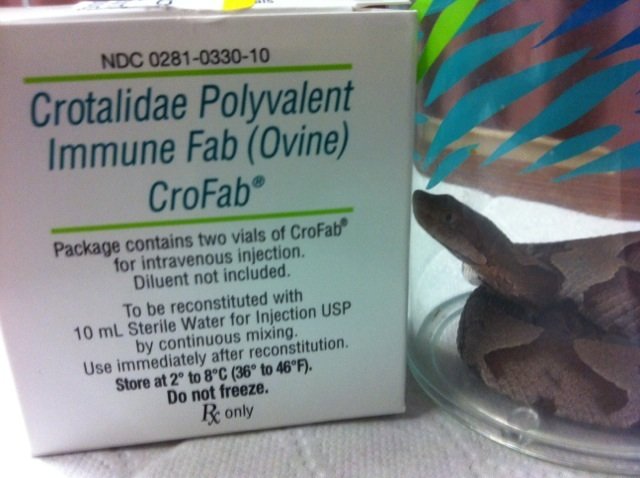 NDC 0281-0330-10
Crotalidae Polyvalent
Immune Fab (Ovine)
CroFab®
Package contains two vials of CroFab®
for intravenous injection.
Diluent not included.
To be reconstituted with
10 mL Sterile Water for Injection USP
by continuous mixing.
Use immediately after reconstitution.
Store at 2° to 8°C (36° to 46°F).
Do not freeze.
Rx only